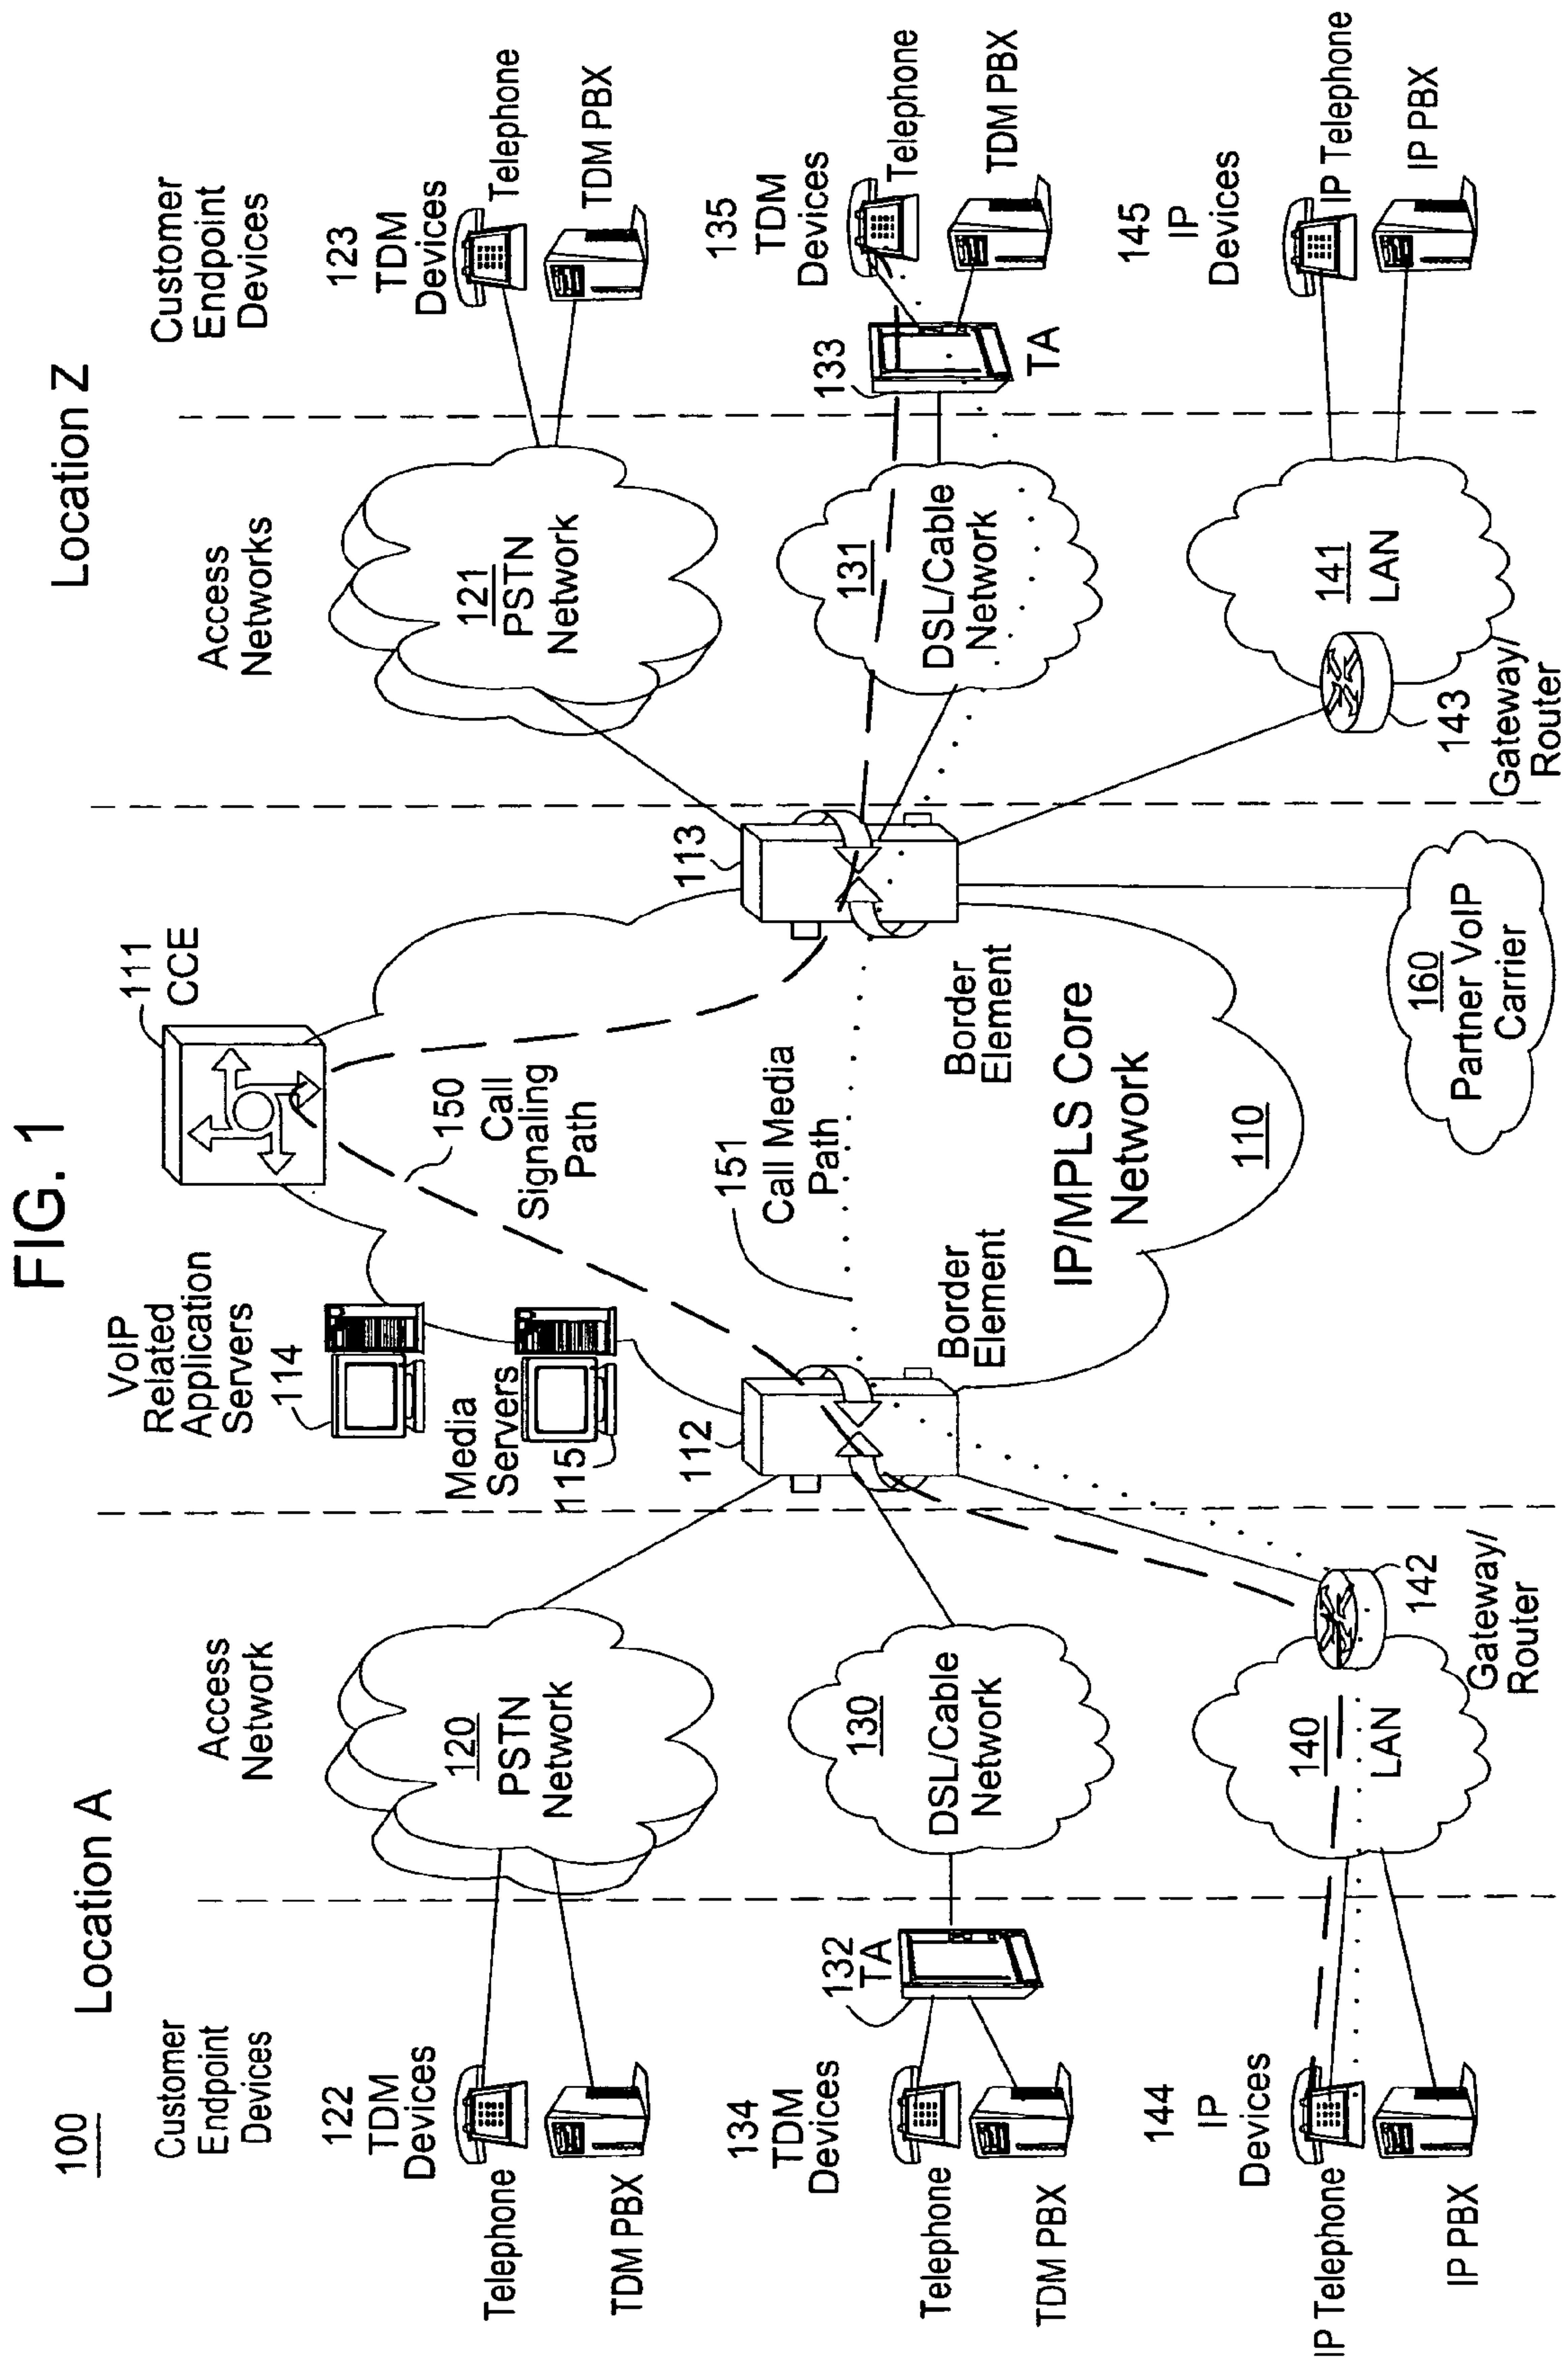 FIG. 1
100
Location A
Location Z
Customer
Endpoint
Devices
Access
Network
VoIP
Related
Application
Servers
114
111
CCE
Access
Networks
Customer
Endpoint
Devices
122
TDM
Devices
Telephone
TDM PBX
120
PSTN
Network
Media
Servers
115
150
Call
Signaling
Path
121
PSTN
Network
123
TDM
Devices
Telephone
TDM PBX
134
TDM
Devices
Telephone
TDM PBX
132
TA
130
DSL/Cable
Network
112
Border
Element
151
Call Media
Path
113
Border
Element
131
DSL/Cable
Network
133
TA
135
TDM
Devices
Telephone
TDM PBX
IP/MPLS Core
Network
110
144
IP
Devices
IP Telephone
IP PBX
140
LAN
142
Gateway/
Router
160
Partner VoIP
Carrier
143
Gateway/
Router
141
LAN
145
IP
Devices
IP Telephone
IP PBX